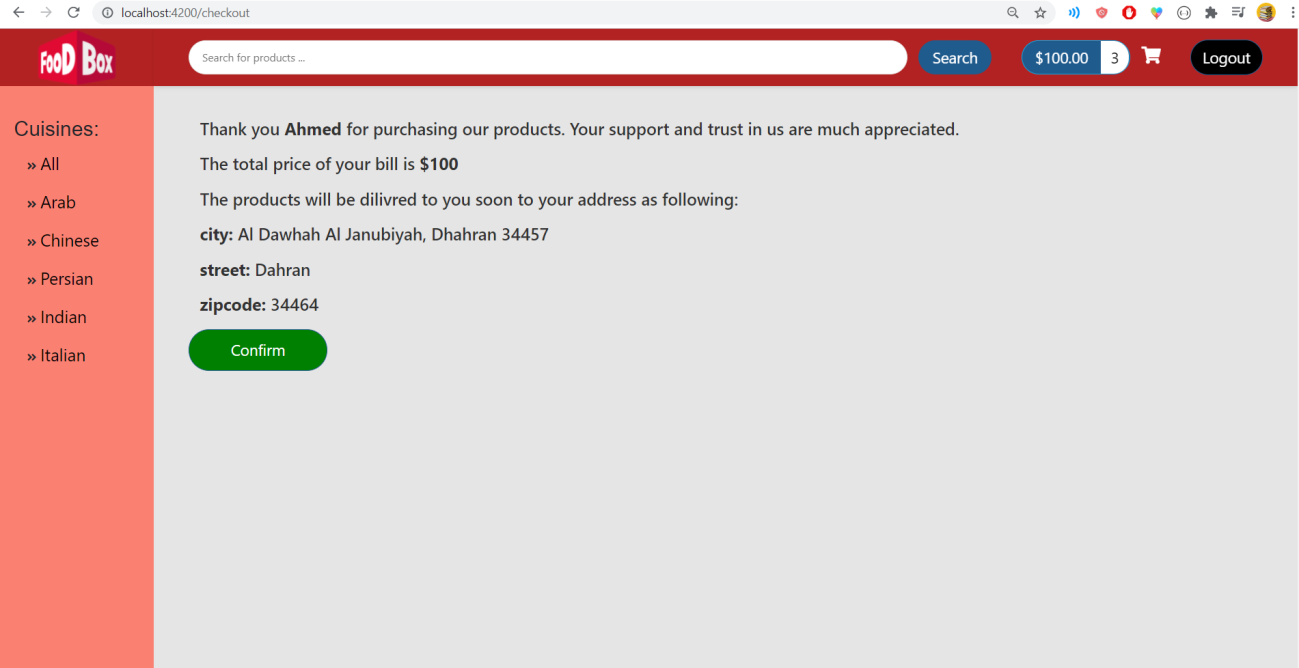 localhost:4200/checkout
FooD Box
Search for products ...
Search
$100.00 3
Logout
Cuisines:
» All
» Arab
» Chinese
» Persian
» Indian
» Italian
Thank you Ahmed for purchasing our products. Your support and trust in us are much appreciated.
The total price of your bill is $100
The products will be dilivred to you soon to your address as following:
city: Al Dawhah Al Janubiyah, Dhahran 34457
street: Dahran
zipcode: 34464
Confirm